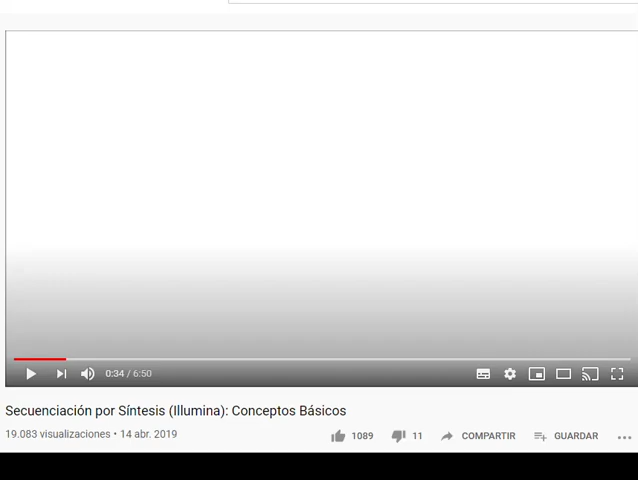 0:34 / 6:50
Secuenciación por Síntesis (Illumina): Conceptos Básicos
19.083 visualizaciones • 14 abr. 2019 1089 11 COMPARTIR GUARDAR